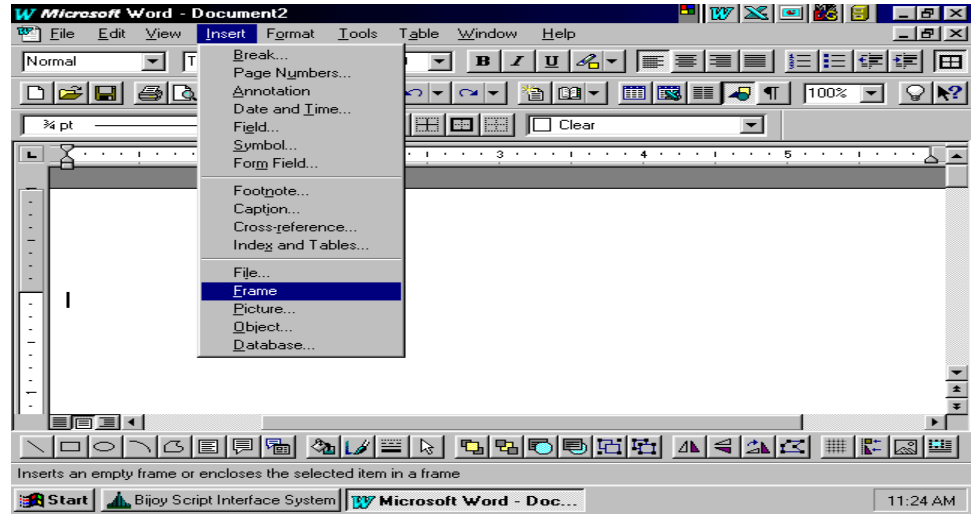 Microsoft Word - Document2
File Edit View Insert Format Tools Table Window Help
Normal T B I U
100%
¾ pt Clear
Break...
Page Numbers...
Annotation
Date and Time...
Field...
Symbol...
Form Field...
3 4 5
Footnote...
Caption...
Cross-reference...
Index and Tables...
File...
Frame
Picture...
Object...
Database...
Inserts an empty frame or encloses the selected item in a frame
Start Bijoy Script Interface System Microsoft Word - Doc... 11:24 AM